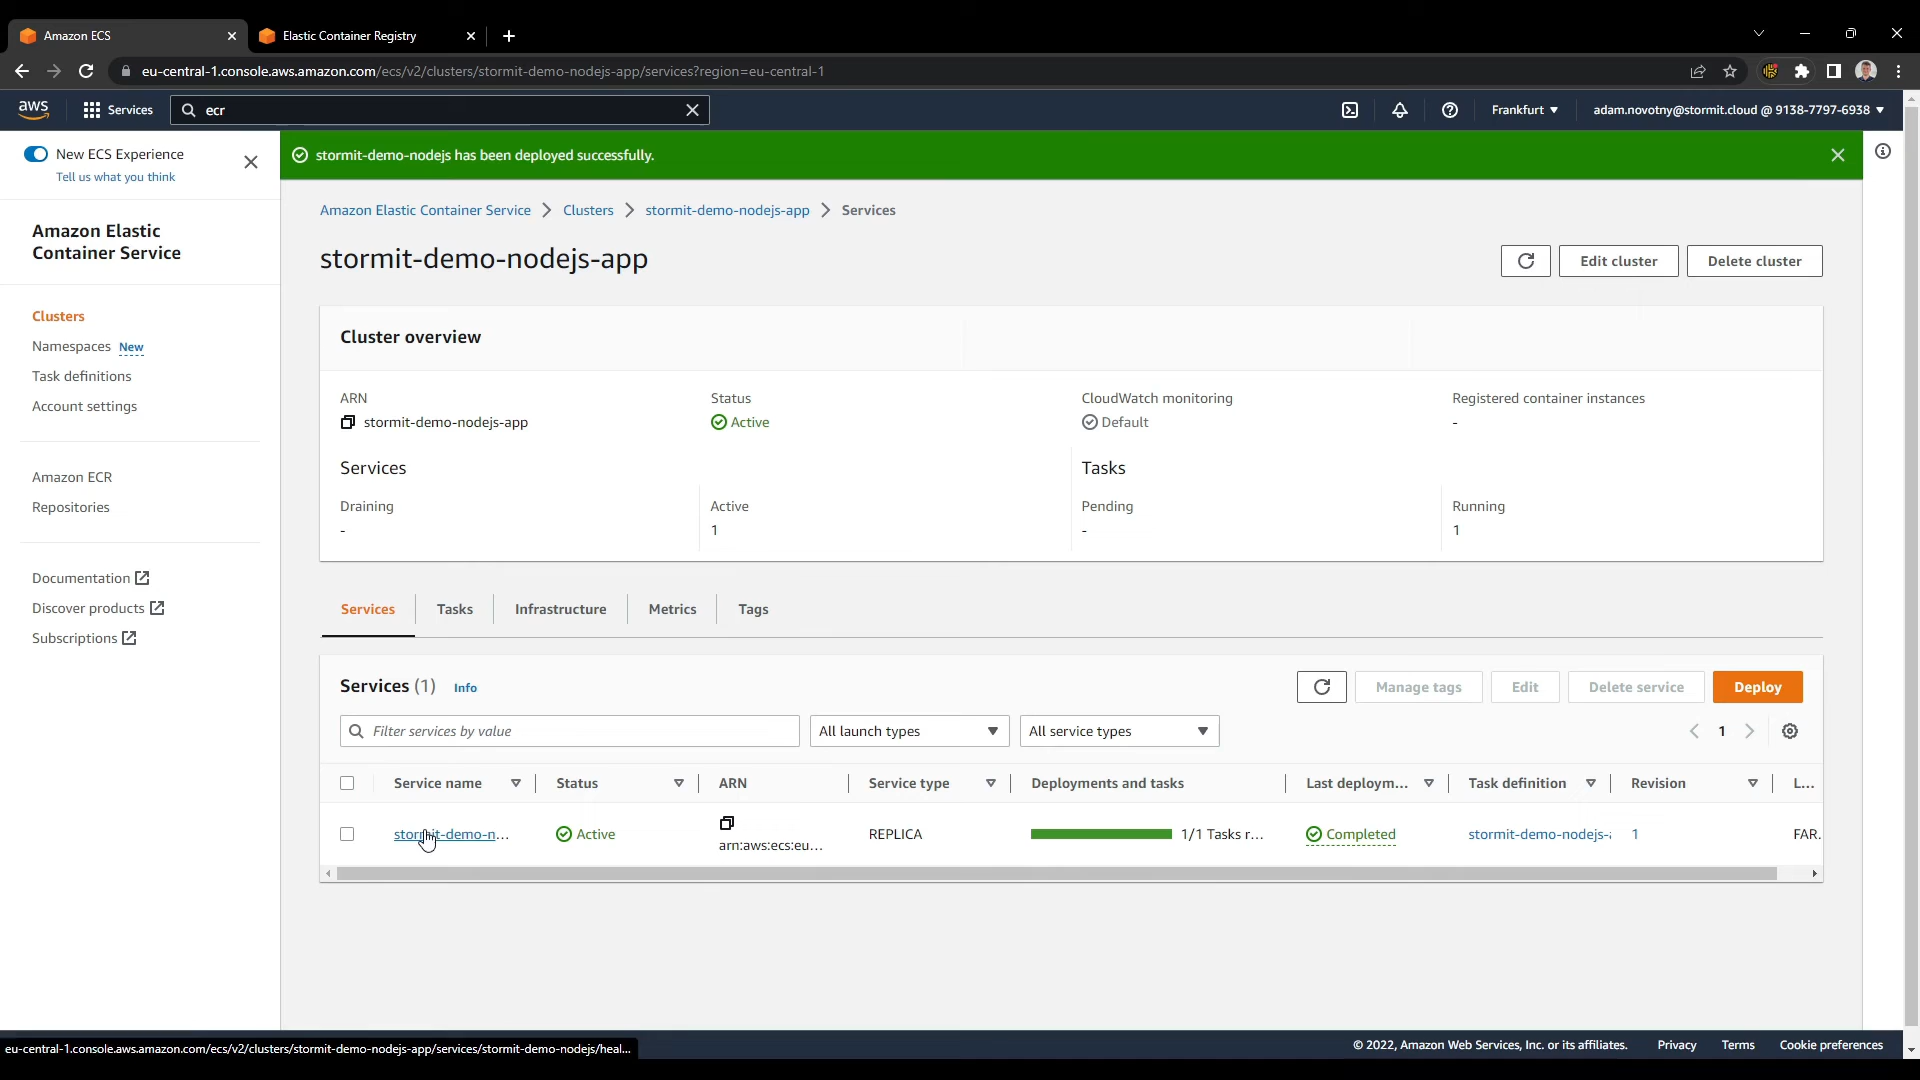 Amazon ECS
Elastic Container Registry
eu-central-1.console.aws.amazon.com/ecs/v2/clusters/stormit-demo-nodejs-app/services?region=eu-central-1
aws
Services
ecr
Frankfurt
adam.novotny@stormit.cloud @ 9138-7797-6938
New ECS Experience
Tell us what you think
stormit-demo-nodejs has been deployed successfully.
Amazon Elastic Container Service
Clusters
stormit-demo-nodejs-app
Services
Amazon Elastic
Container Service
stormit-demo-nodejs-app
Edit cluster
Delete cluster
Clusters
Namespaces New
Task definitions
Account settings
Amazon ECR
Repositories
Documentation
Discover products
Subscriptions
Cluster overview
ARN
stormit-demo-nodejs-app
Status
Active
CloudWatch monitoring
Default
Registered container instances
-
Services
Tasks
Draining
-
Active
1
Pending
-
Running
1
Services
Tasks
Infrastructure
Metrics
Tags
Services (1) Info
Manage tags
Edit
Delete service
Deploy
Filter services by value
All launch types
All service types
1
Service name
Status
ARN
Service type
Deployments and tasks
Last deploym...
Task definition
Revision
L...
stormit-demo-n...
Active
arn:aws:ecs:eu...
REPLICA
1/1 Tasks r...
Completed
stormit-demo-nodejs-
1
FAR.
eu-central-1.console.aws.amazon.com/ecs/v2/clusters/stormit-demo-nodejs-app/services/stormit-demo-nodejs/heal...
© 2022, Amazon Web Services, Inc. or its affiliates.
Privacy
Terms
Cookie preferences